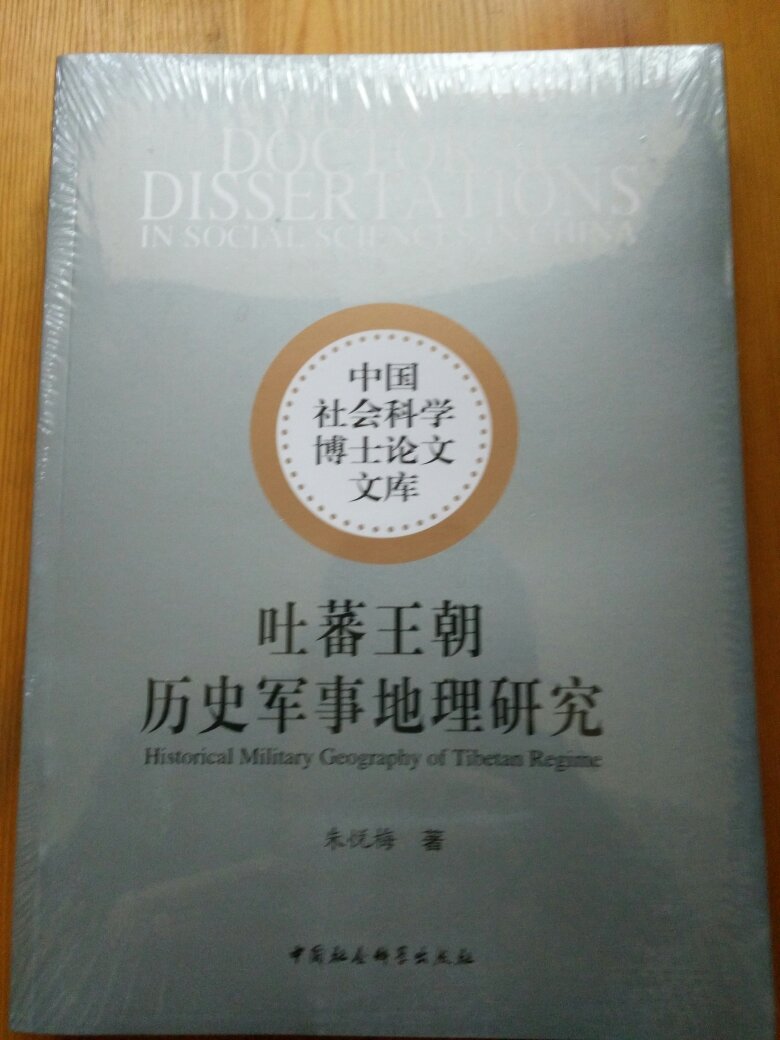 DOCTORAL
DISSERTATIONS
IN SOCIAL SCIENCES IN CHINA
中国
社会科学
博士论文
文库
吐蕃王朝
历史军事地理研究
Historical Military Geography of Tibetan Regime
朱悦梅 著
中国社会科学出版社